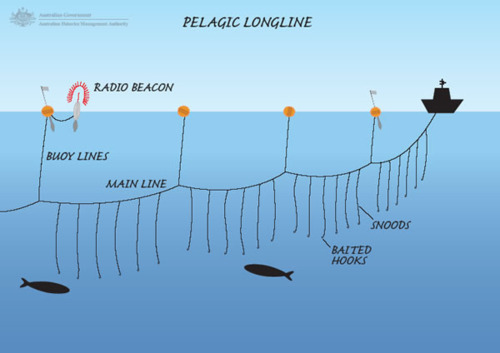 Australian Government
Australian Fisheries Management Authority
PELAGIC LONGLINE
RADIO BEACON
BUOY LINES
MAIN LINE
SNOODS
BAITED
HOOKS